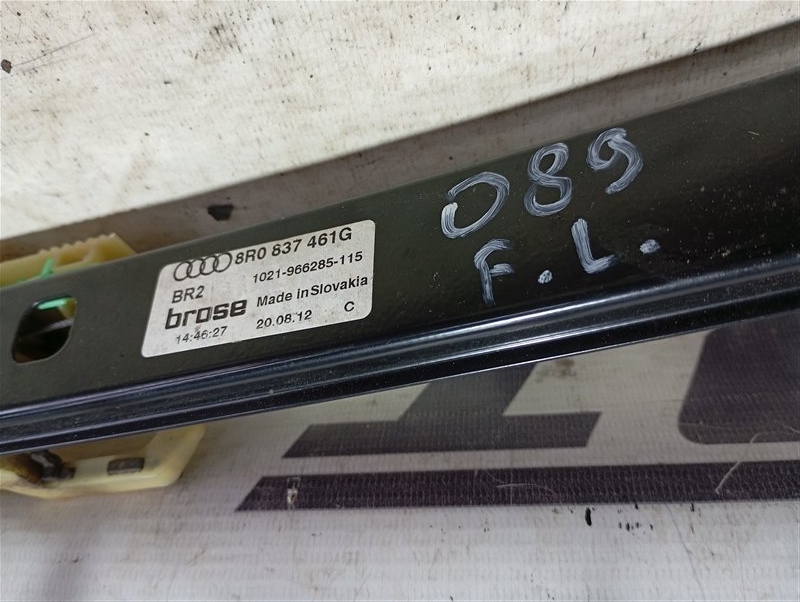 8R0 837 461G
1021-966285-115
BR2
brose Made in Slovakia
14:46:27 20.08.12 C
089
F.L.